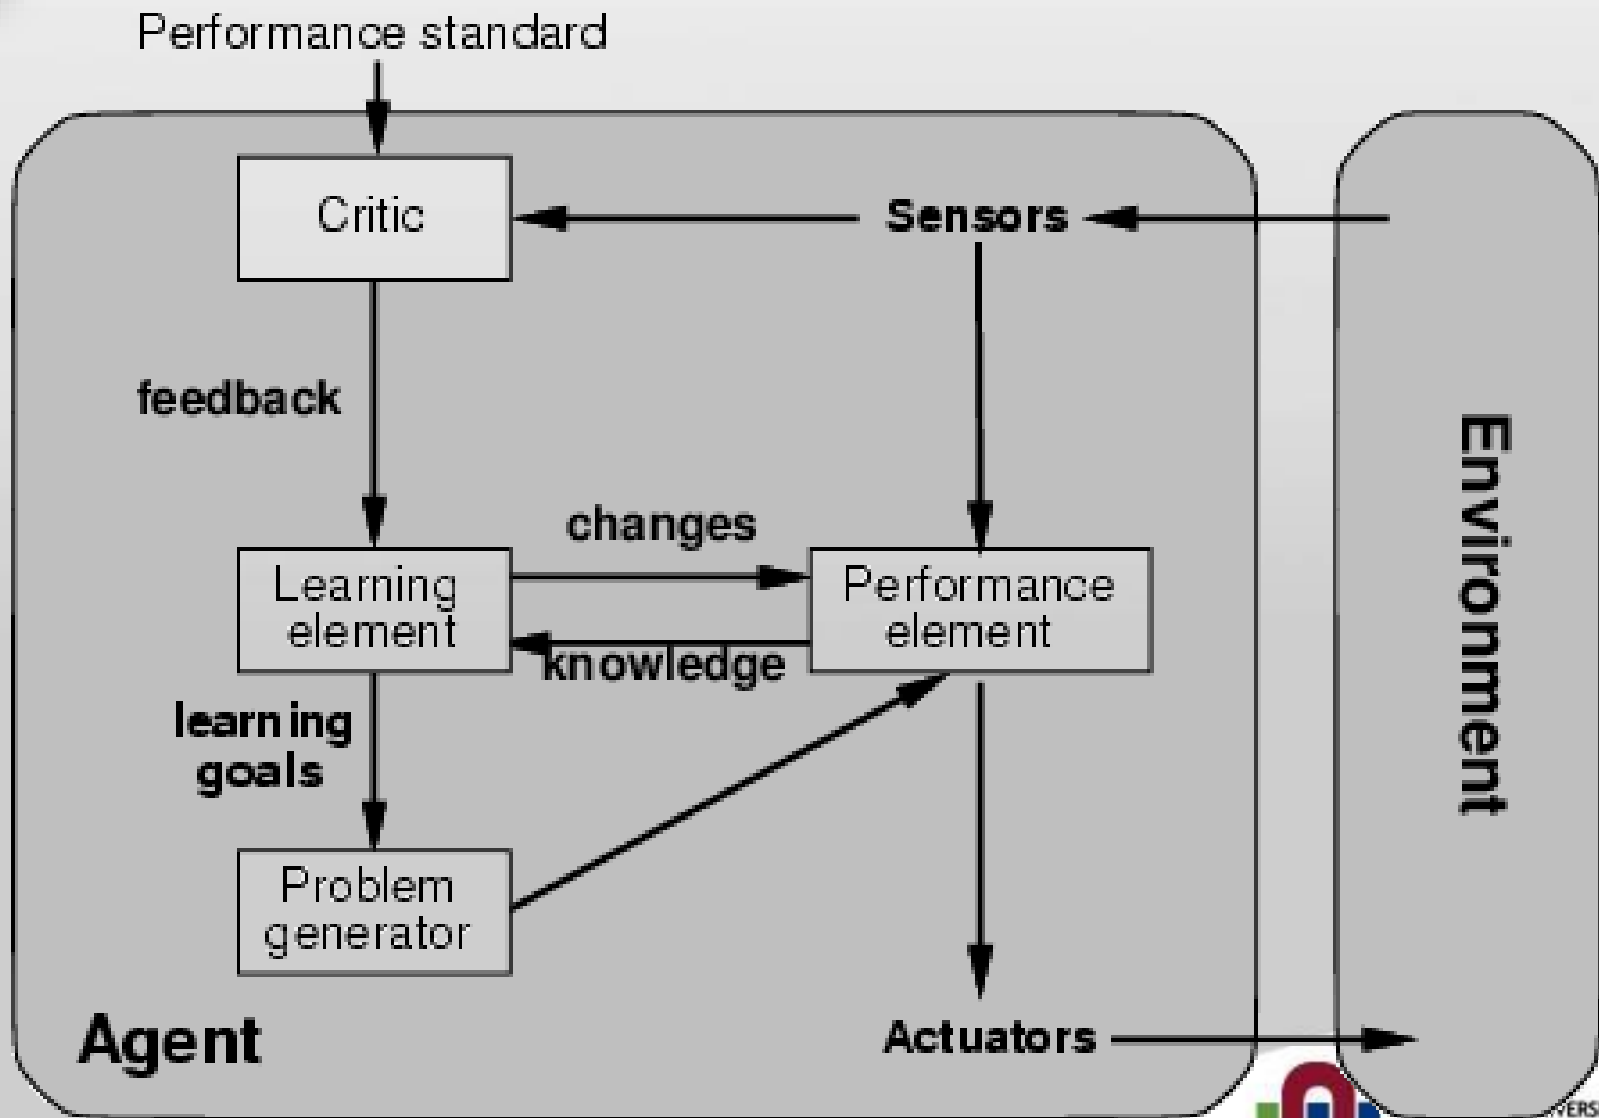 Performance standard
Critic
Sensors
feedback
changes
Learning
element
Performance
element
knowledge
learning
goals
Problem
generator
Agent
Actuators
Environment